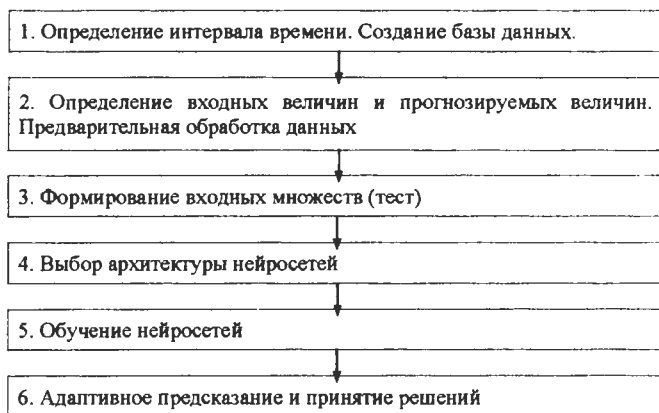 1. Определение интервала времени. Создание базы данных.
2. Определение входных величин и прогнозируемых величин.
Предварительная обработка данных
3. Формирование входных множеств (тест)
4. Выбор архитектуры нейросетей
5. Обучение нейросетей
6. Адаптивное предсказание и принятие решений